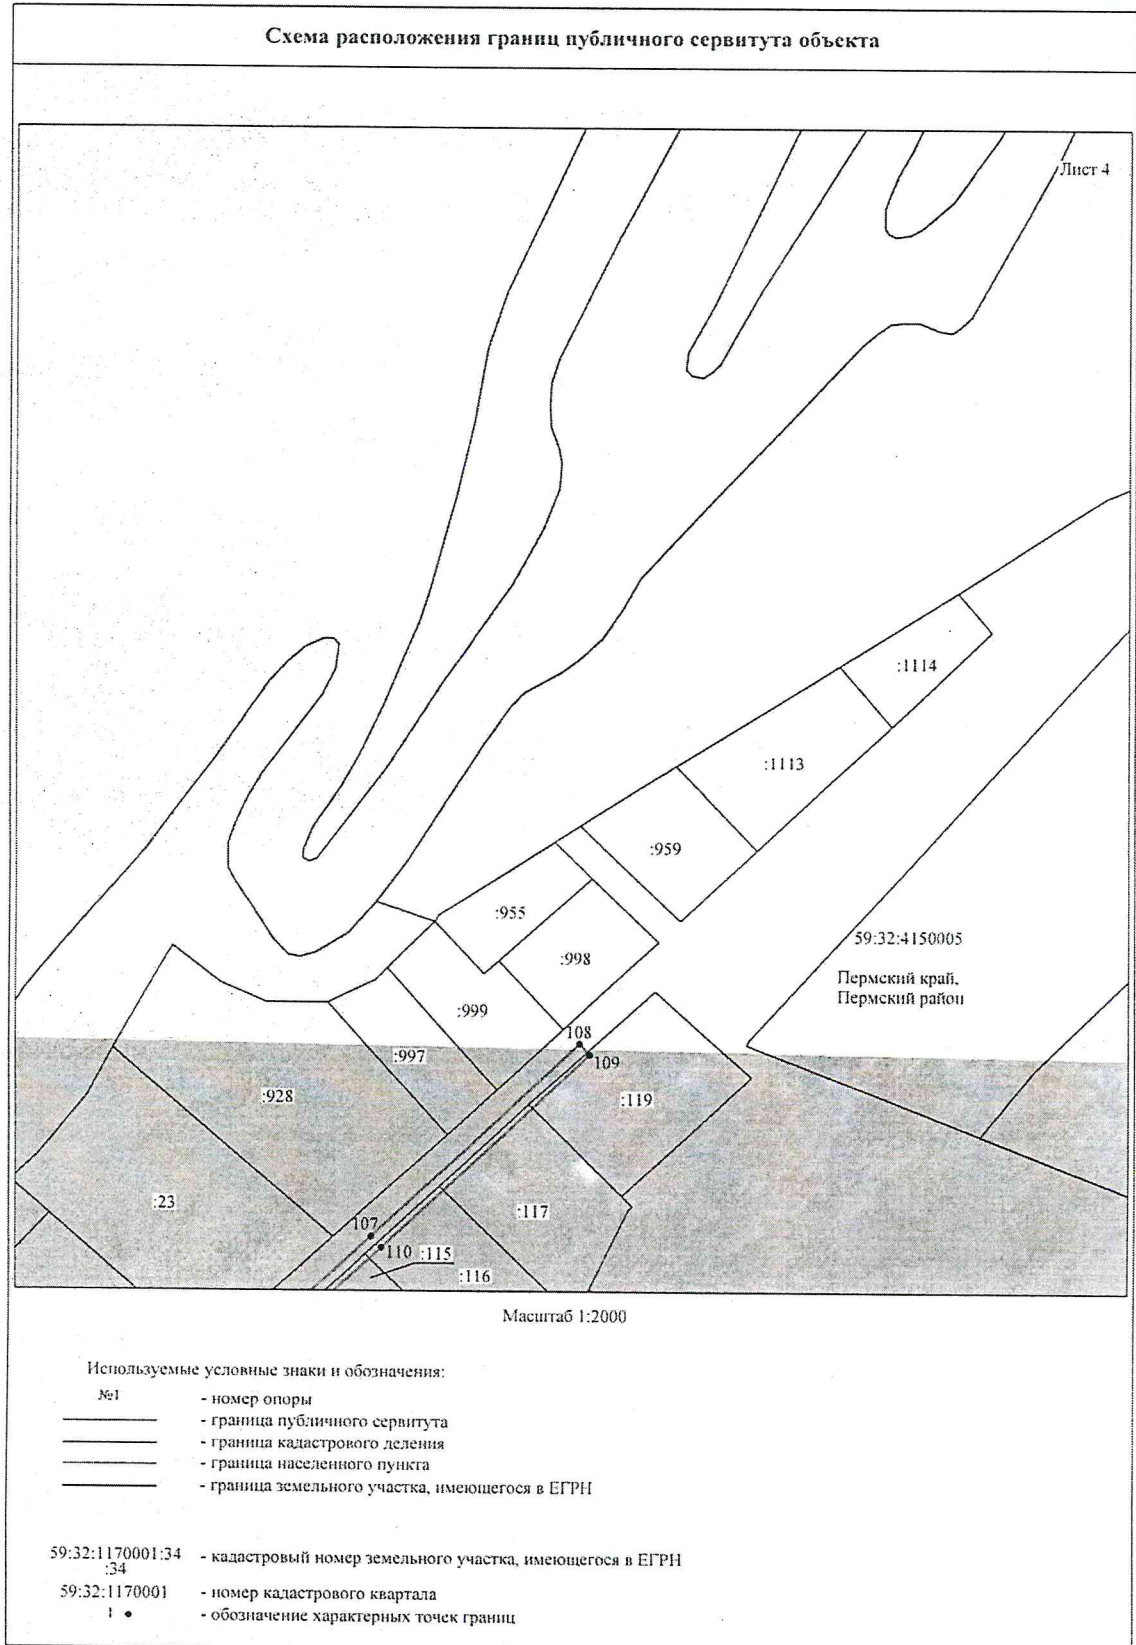 Схема расположения границ публичного сервитута объекта
Лист 4
:1114
:1113
:959
:955
:998
59:32:4150005
Пермский край,
Пермский район
:999
108
:997
109
:928
:119
:23
:117
107
110
:115
:116
Масштаб 1:2000
Используемые условные знаки и обозначения:
№1 - номер опоры
- граница публичного сервитута
- граница кадастрового деления
- граница населенного пункта
- граница земельного участка, имеющегося в ЕГРН
59:32:1170001:34 - кадастровый номер земельного участка, имеющегося в ЕГРН
:34
59:32:1170001 - номер кадастрового квартала
1 - обозначение характерных точек границ